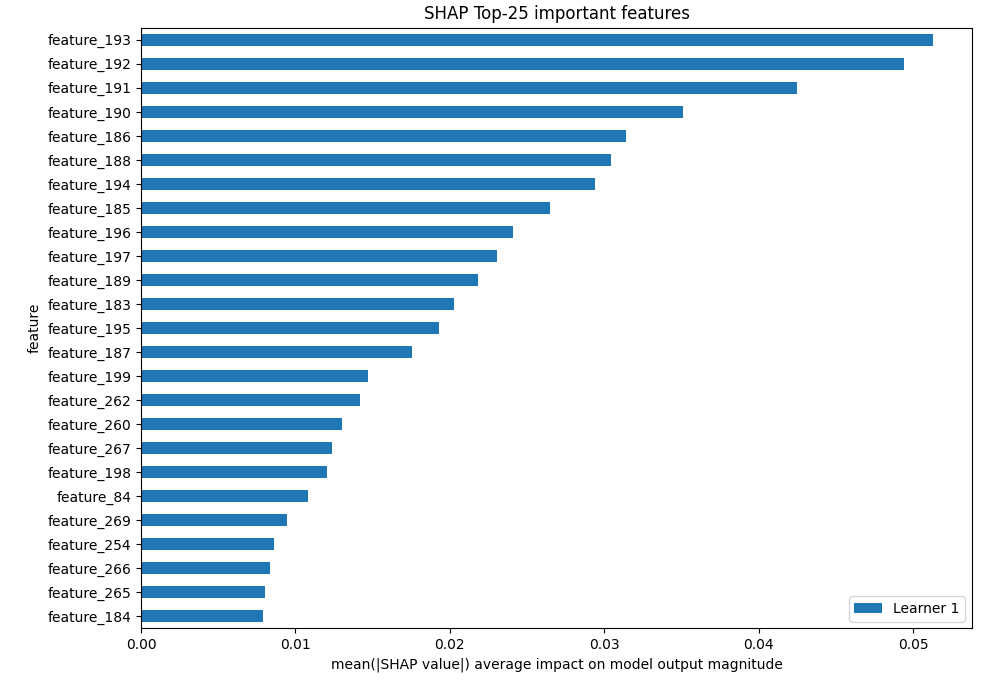 SHAP Top-25 important features
feature_193
feature_192
feature_191
feature_190
feature_186
feature_188
feature_194
feature_185
feature_196
feature_197
feature_189
feature_183
feature_195
feature_187
feature_199
feature_262
feature_260
feature_267
feature_198
feature_84
feature_269
feature_254
feature_266
feature_265
feature_184
feature
Learner 1
0.00 0.01 0.02 0.03 0.04 0.05
mean(|SHAP value|) average impact on model output magnitude